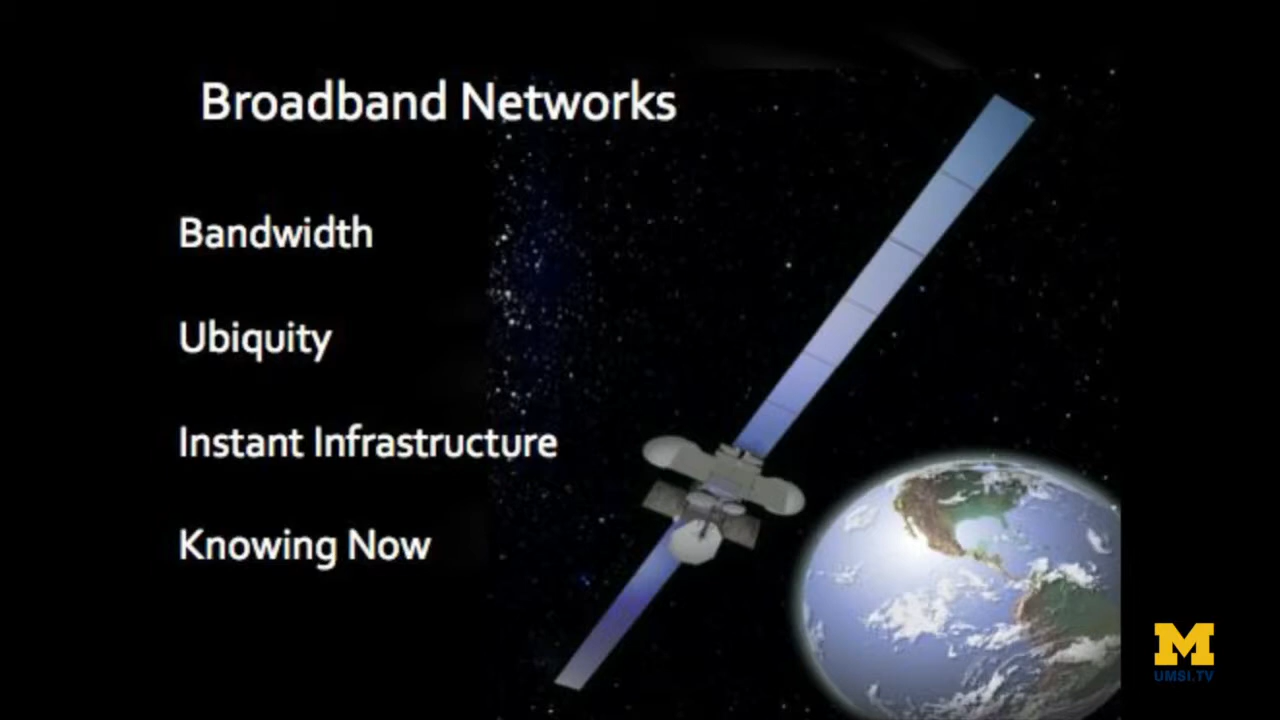 Broadband Networks
Bandwidth
Ubiquity
Instant Infrastructure
Knowing Now
M
UMSI.TV